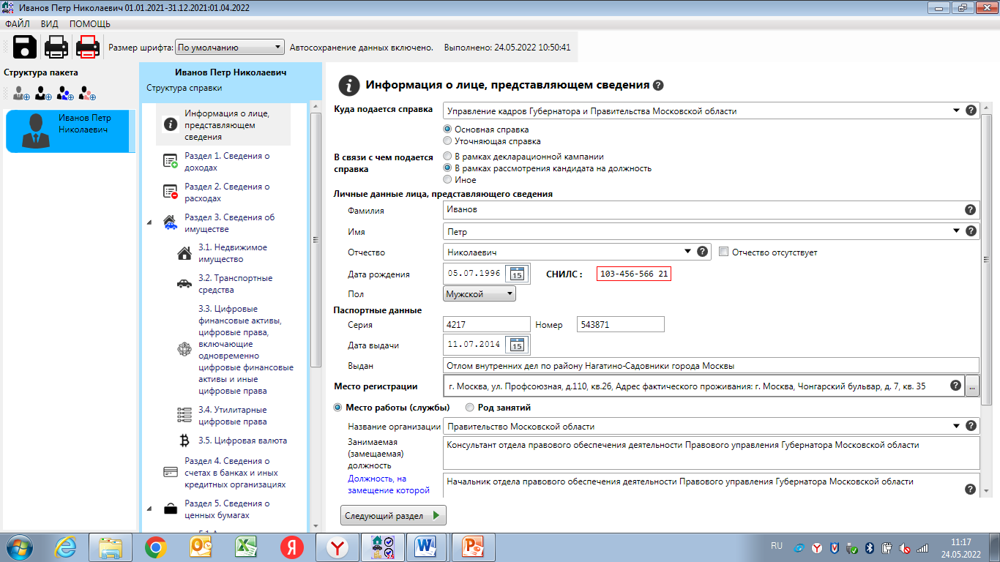 Иванов Петр Николаевич 01.01.2021-31.12.2021:01.04.2022
ФАЙЛ ВИД ПОМОЩЬ
Размер шрифта: По умолчанию Автосохранение данных включено. Выполнено: 24.05.2022 10:50:41
Структура пакета
Иванов Петр
Николаевич
Иванов Петр Николаевич
Структура справки
Информация о лице,
представляющем
сведения
Раздел 1. Сведения о
доходах
Раздел 2. Сведения о
расходах
Раздел 3. Сведения об
имуществе
3.1. Недвижимое
имущество
3.2. Транспортные
средства
3.3. Цифровые
финансовые активы,
цифровые права,
включающие
одновременно
цифровые финансовые
активы и иные
цифровые права
3.4. Утилитарные
цифровые права
3.5. Цифровая валюта
Раздел 4. Сведения о
счетах в банках и иных
кредитных организациях
Раздел 5. Сведения о
ценных бумагах
Информация о лице, представляющем сведения
Куда подается справка Управление кадров Губернатора и Правительства Московской области
Основная справка
Уточняющая справка
В связи с чем подается
справка
В рамках декларационной кампании
В рамках рассмотрения кандидата на должность
Иное
Личные данные лица, представляющего сведения
Фамилия Иванов
Имя Петр
Отчество Николаевич Отчество отсутствует
Дата рождения 05.07.1996 15 СНИЛС : 103-456-566 21
Пол Мужской
Паспортные данные
Серия 4217 Номер 543871
Дата выдачи 11.07.2014 15
Выдан Отлом внутренних дел по району Нагатино-Садовники города Москвы
Место регистрации г. Москва, ул. Профсоюзная, д.110, кв.26, Адрес фактического проживания: г. Москва, Чонгарский бульвар, д. 7, кв. 35 ...
Место работы (службы) Род занятий
Название организации Правительство Московской области
Занимаемая
(замещаемая)
должность
Консультант отдела правового обеспечения деятельности Правового управления Губернатора Московской области
Должность, на
замещение которой
Начальник отдела правового обеспечения деятельности Правового управления Губернатора Московской области
Следующий раздел
RU
11:17
24.05.2022